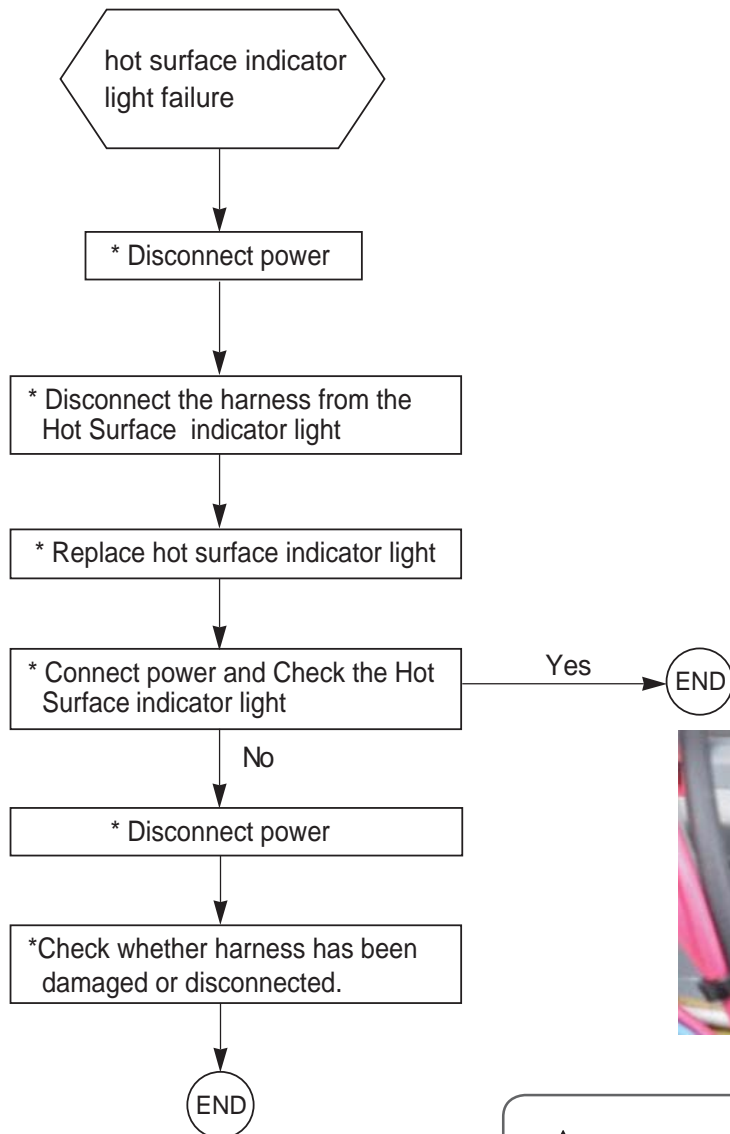 hot surface indicator
light failure
* Disconnect power
* Disconnect the harness from the
Hot Surface indicator light
* Replace hot surface indicator light
* Connect power and Check the Hot
Surface indicator light
Yes
END
No
* Disconnect power
*Check whether harness has been
damaged or disconnected.
END